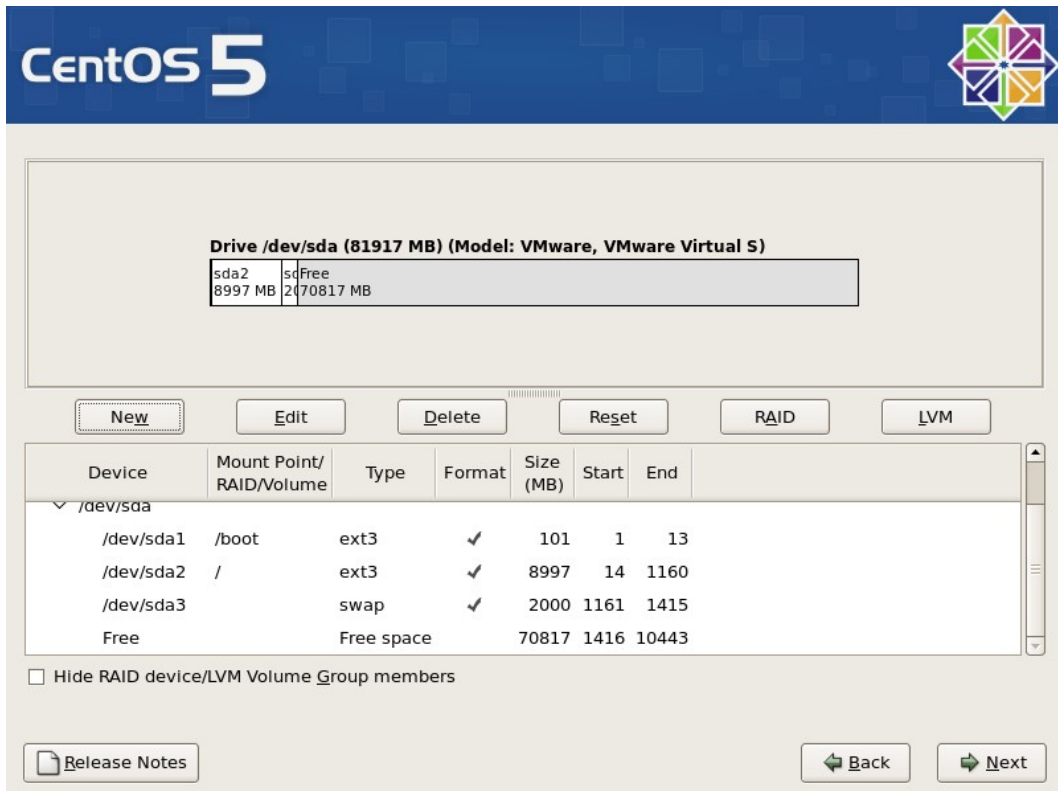 CentOS 5
Drive /dev/sda (81917 MB) (Model: VMware, VMware Virtual S)
sda2 Free
8997 MB 70817 MB
New Edit Delete Reset RAID LVM
Device Mount Point/ RAID/Volume Type Format Size (MB) Start End
/dev/sda
/dev/sda1 /boot ext3 101 1 13
/dev/sda2 / ext3 8997 14 1160
/dev/sda3 swap 2000 1161 1415
Free Free space 70817 1416 10443
Hide RAID device/LVM Volume Group members
Release Notes Back Next